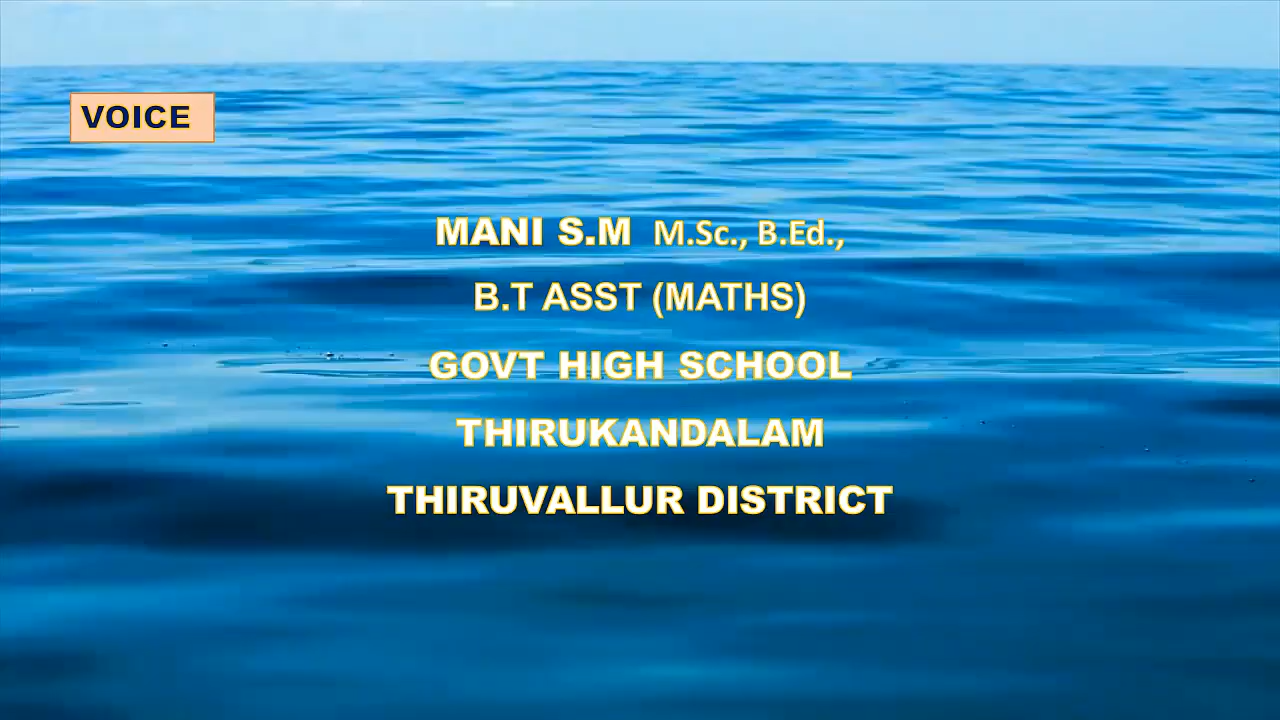 VOICE
MANI S.M M.Sc., B.Ed.,
B.T ASST (MATHS)
GOVT HIGH SCHOOL
THIRUKANDALAM
THIRUVALLUR DISTRICT